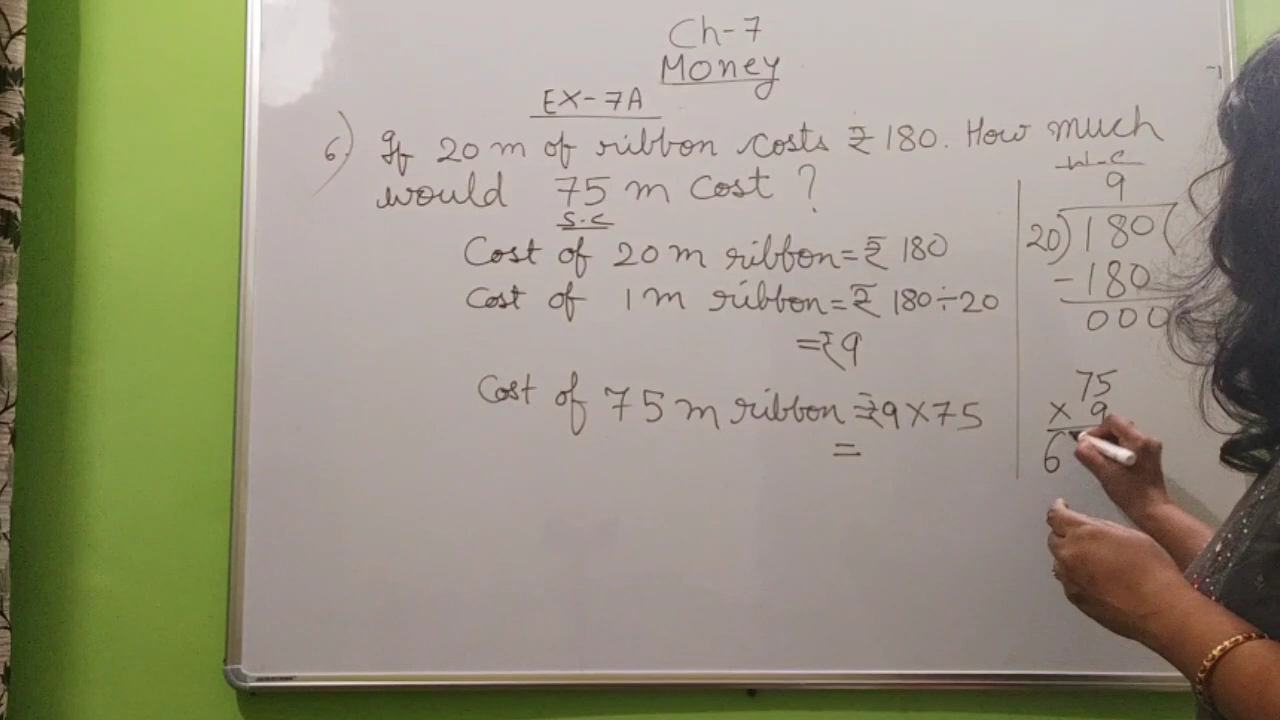 Ch-7
Money
EX-7A
6.) If 20 m of ribbon costs ₹ 180. How much
would 75 m cost ?
S.C
Cost of 20 m ribbon = ₹ 180
Cost of 1 m ribbon = ₹ 180÷20
=₹9
Cost of 75 m ribbon = ₹9×75
=
W.C
9
20)180(
-180
000
75
× 9
6